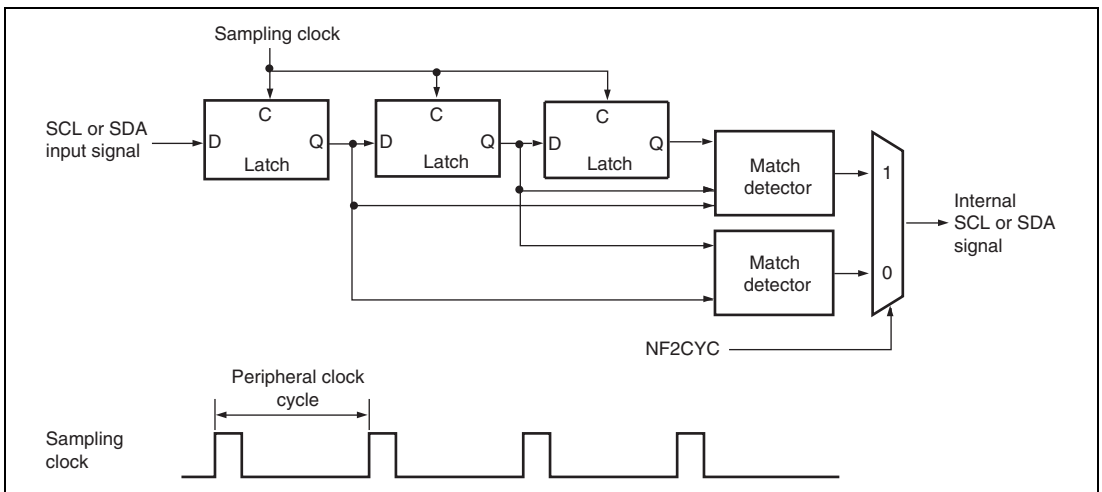 Sampling clock
SCL or SDA
input signal
C
D
Q
Latch
C
D
Q
Latch
C
D
Q
Latch
Match
detector
1
Internal
SCL or SDA
signal
Match
detector
0
NF2CYC
Peripheral clock
cycle
Sampling
clock